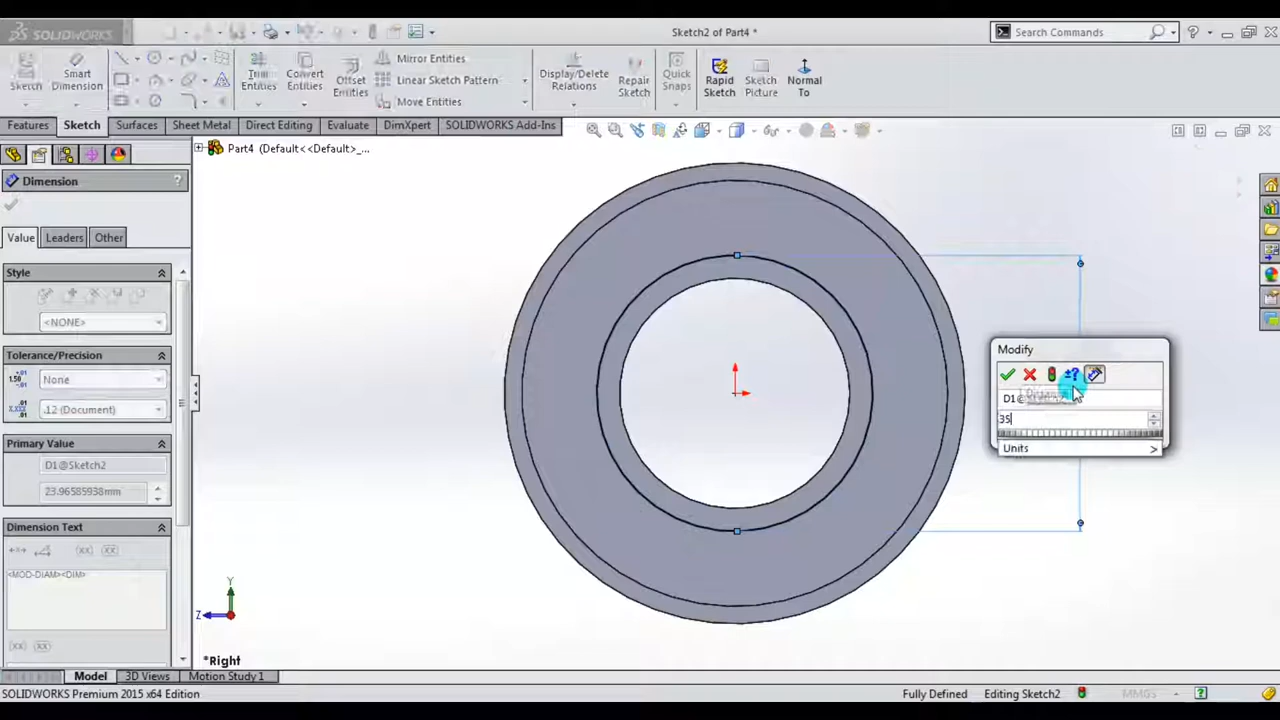 SOLIDWORKS
Sketch2 of Part4 *
Search Commands
Sketch
Smart Dimension
Trim Entities
Convert Entities
Offset Entities
Mirror Entities
Linear Sketch Pattern
Move Entities
Display/Delete Relations
Repair Sketch
Quick Snaps
Rapid Sketch
Sketch Picture
Normal To
Features
Sketch
Surfaces
Sheet Metal
Direct Editing
Evaluate
DimXpert
SOLIDWORKS Add-Ins
Part4 (Default<<Default>_...
Dimension
?
Value
Leaders
Other
Style
<NONE>
Tolerance/Precision
None
.12 (Document)
Primary Value
D1@Sketch2
23.96585938mm
Dimension Text
<MOD-DIAM><DIM>
Modify
35
Units
Y
Z
*Right
Model
3D Views
Motion Study 1
SOLIDWORKS Premium 2015 x64 Edition
Fully Defined
Editing Sketch2
MMGS